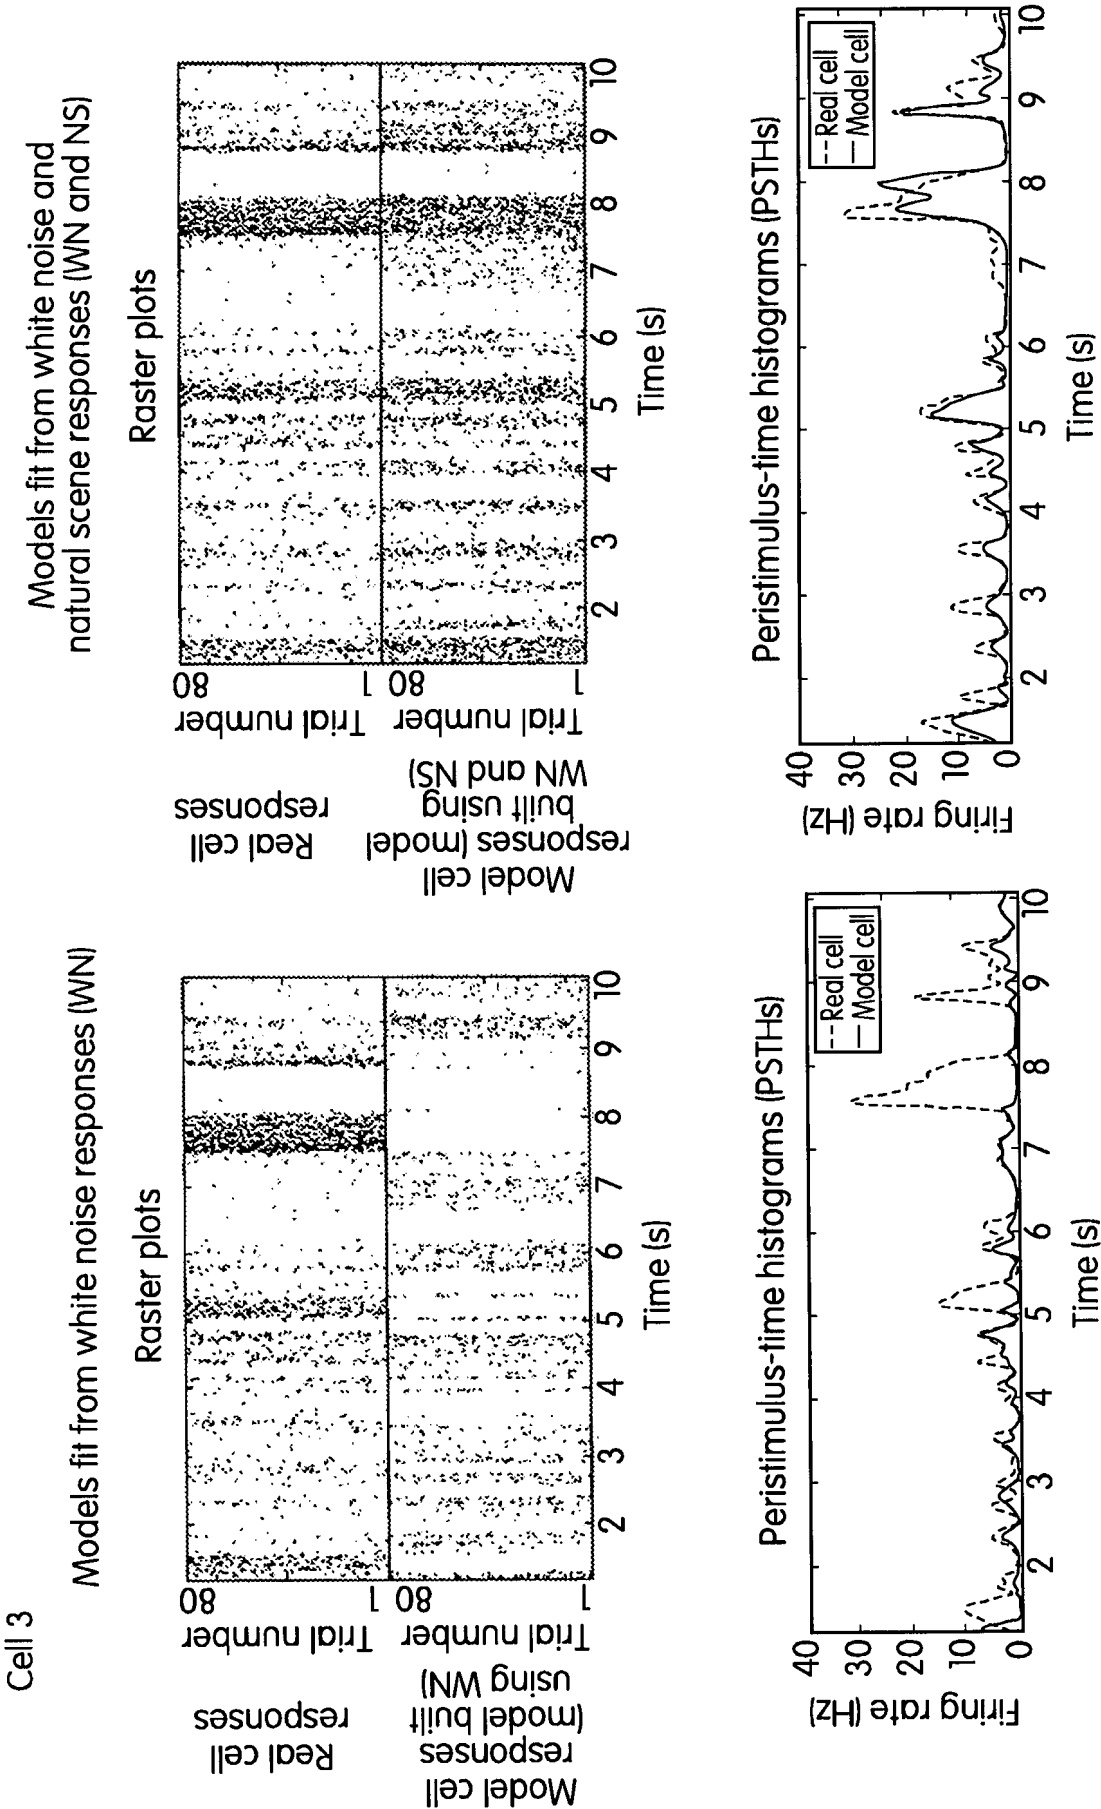 Cell 3
Models fit from white noise responses (WN)
Raster plots
Real cell
responses
Trial number
80
1
Model cell
responses
(model built
using WN)
Trial number
80
1
2 3 4 5 6 7 8 9 10
Time (s)
Peristimulus-time histograms (PSTHs)
Firing rate (Hz)
40
30
20
10
0
--- Real cell
— Model cell
2 3 4 5 6 7 8 9 10
Time (s)
Models fit from white noise and
natural scene responses (WN and NS)
Raster plots
Real cell
responses
Trial number
80
1
Model cell
responses (model
built using
WN and NS)
Trial number
80
1
2 3 4 5 6 7 8 9 10
Time (s)
Peristimulus-time histograms (PSTHs)
Firing rate (Hz)
40
30
20
10
0
--- Real cell
— Model cell
2 3 4 5 6 7 8 9 10
Time (s)